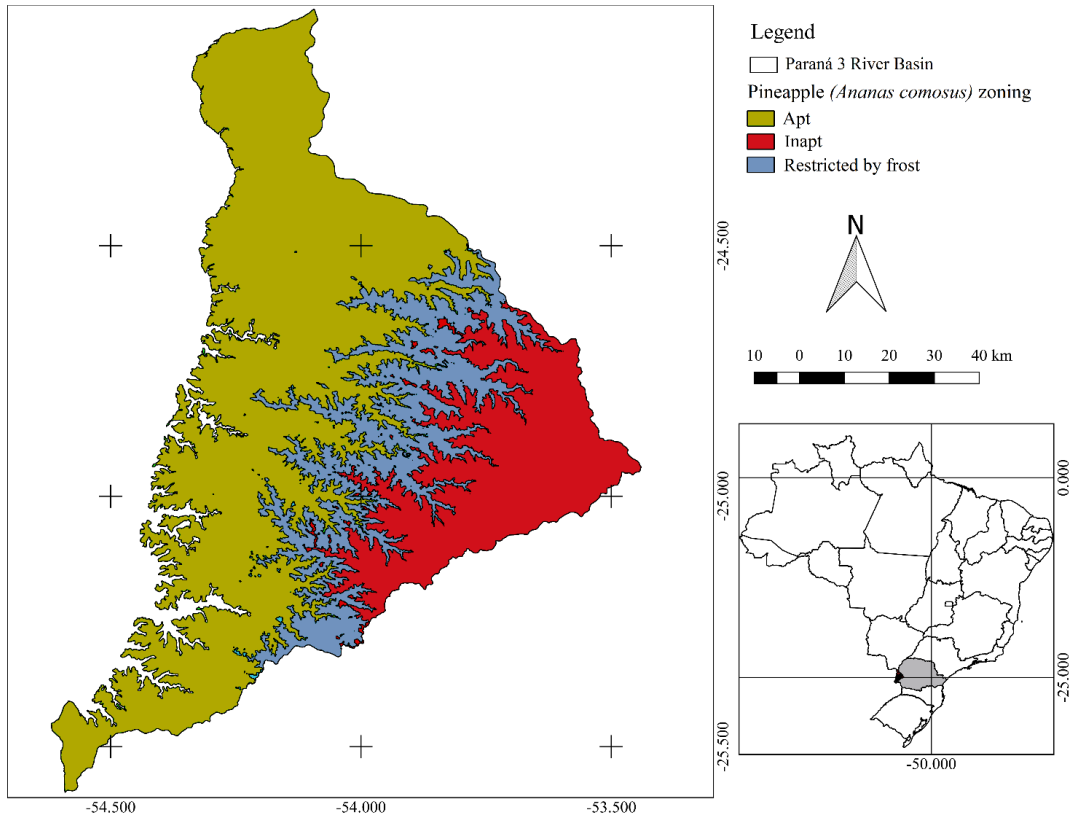 Legend
Paraná 3 River Basin
Pineapple (Ananas comosus) zoning
Apt
Inapt
Restricted by frost
N
10 0 10 20 30 40 km
-24.500
-25.000
-25.500
-54.500 -54.000 -53.500
0.000
-25.000
-50.000